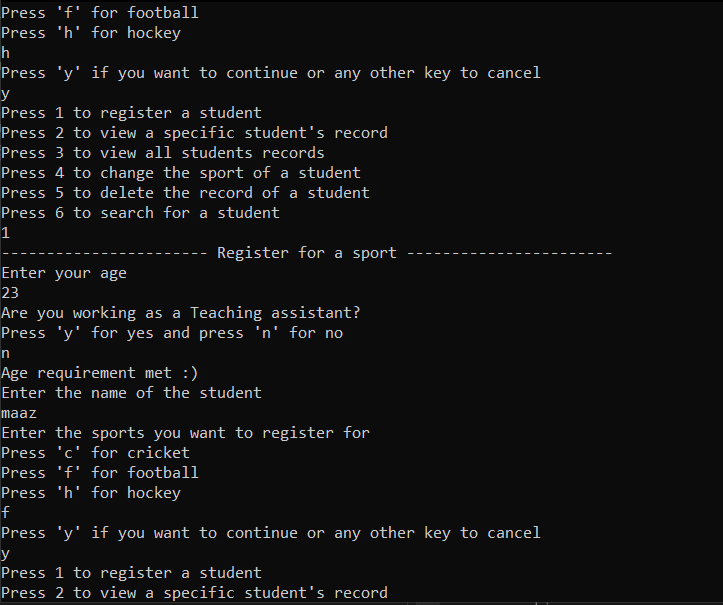 Press 'f' for football
Press 'h' for hockey
h
Press 'y' if you want to continue or any other key to cancel
y
Press 1 to register a student
Press 2 to view a specific student's record
Press 3 to view all students records
Press 4 to change the sport of a student
Press 5 to delete the record of a student
Press 6 to search for a student
1
----------------------- Register for a sport -----------------------
Enter your age
23
Are you working as a Teaching assistant?
Press 'y' for yes and press 'n' for no
n
Age requirement met :)
Enter the name of the student
maaz
Enter the sports you want to register for
Press 'c' for cricket
Press 'f' for football
Press 'h' for hockey
f
Press 'y' if you want to continue or any other key to cancel
y
Press 1 to register a student
Press 2 to view a specific student's record